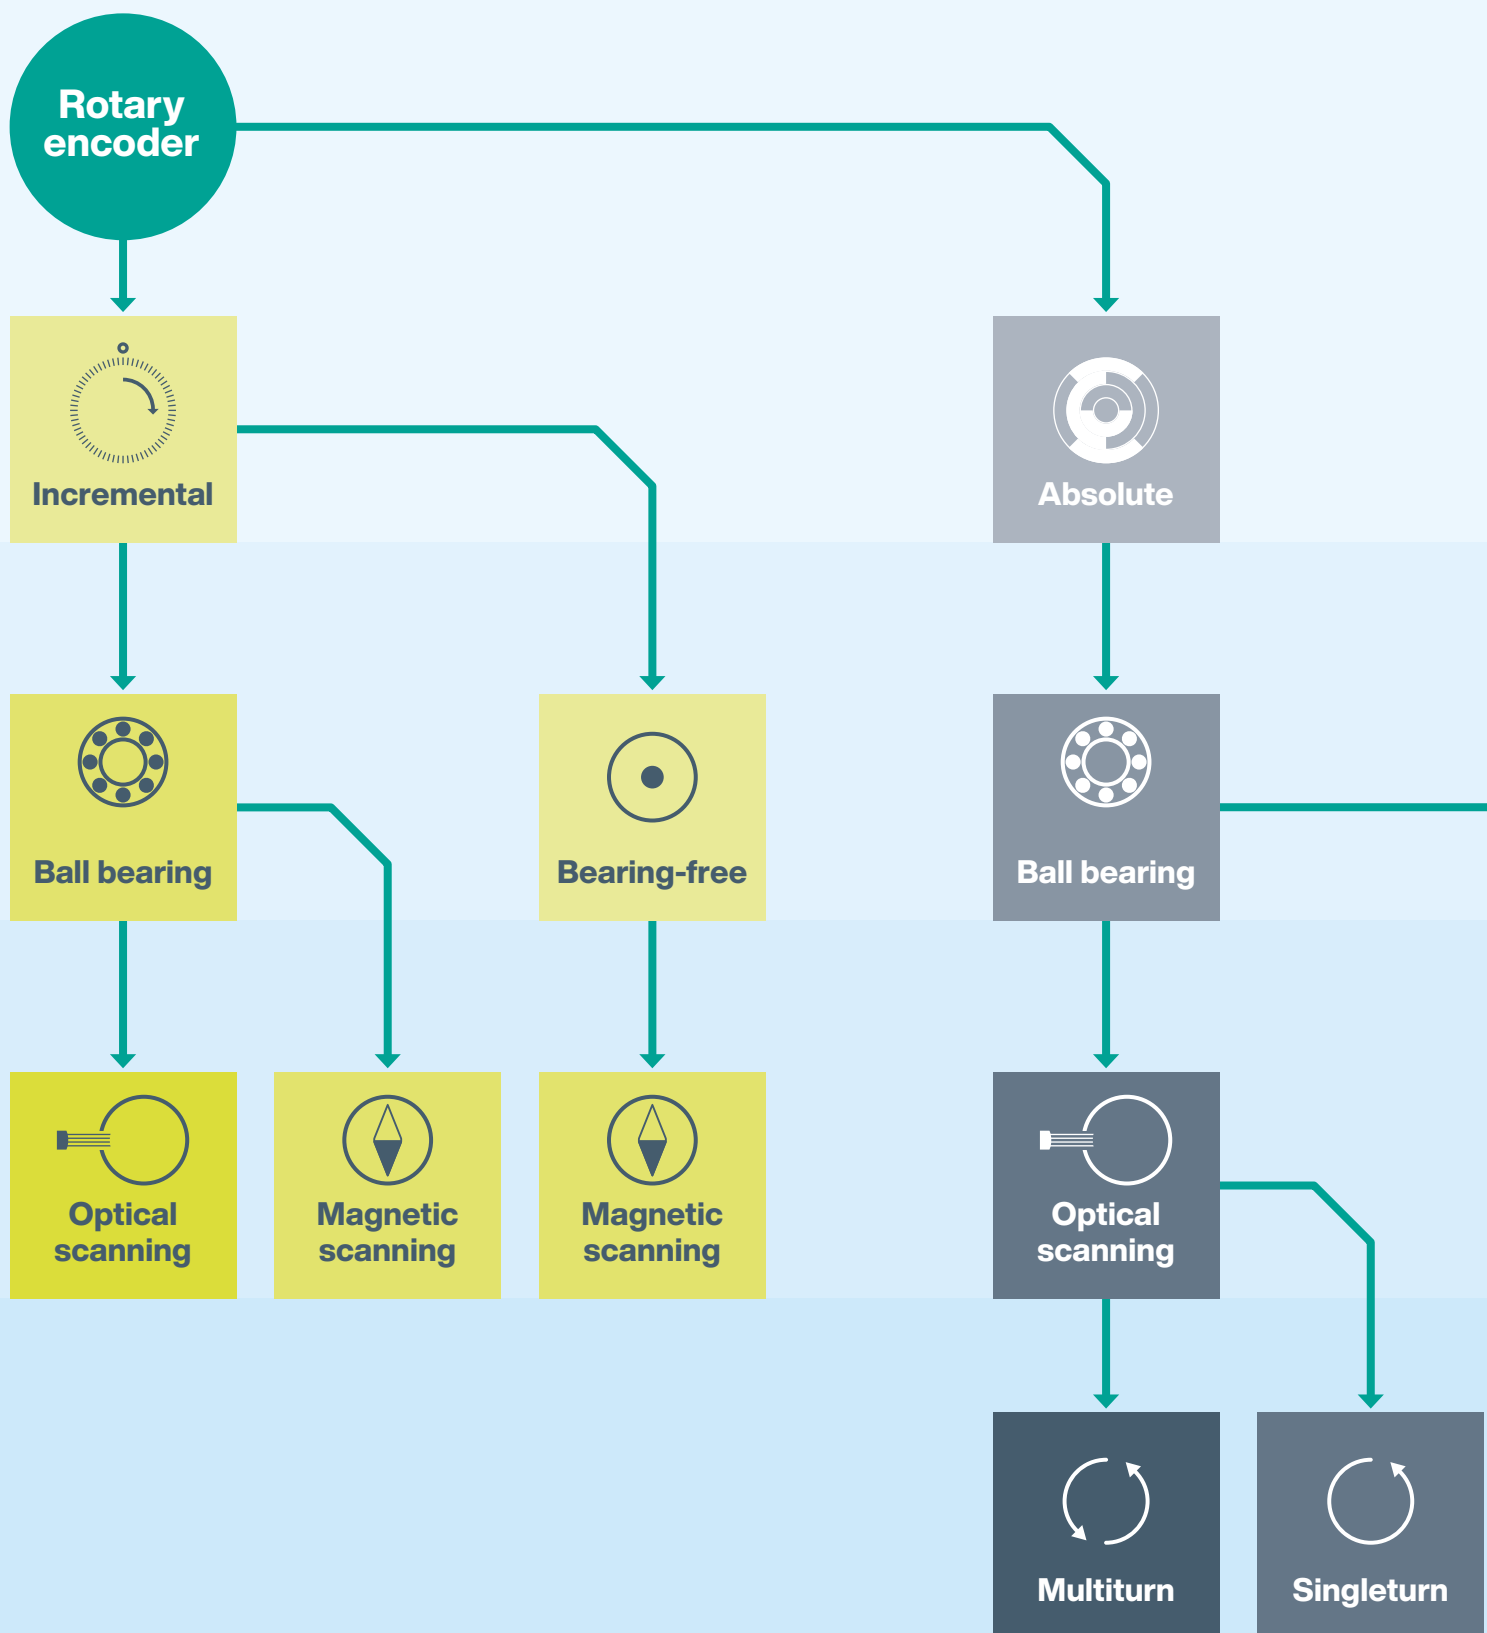 Rotary
encoder
Incremental
Absolute
Ball bearing
Bearing-free
Ball bearing
Optical
scanning
Magnetic
scanning
Magnetic
scanning
Optical
scanning
Multiturn
Singleturn